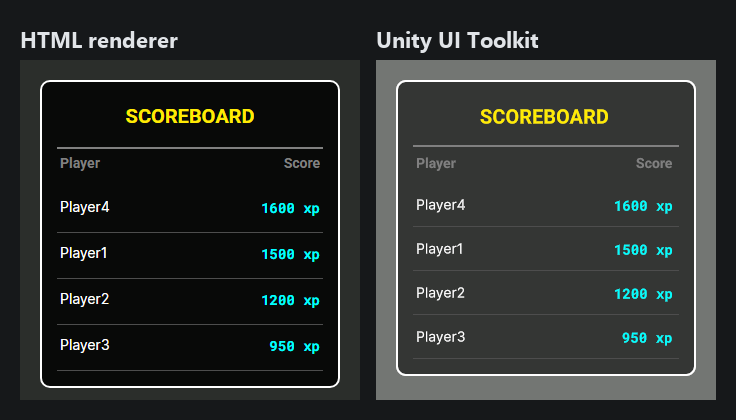 HTML renderer
SCOREBOARD
Player Score
Player4 1600 xp
Player1 1500 xp
Player2 1200 xp
Player3 950 xp
Unity UI Toolkit
SCOREBOARD
Player Score
Player4 1600 xp
Player1 1500 xp
Player2 1200 xp
Player3 950 xp